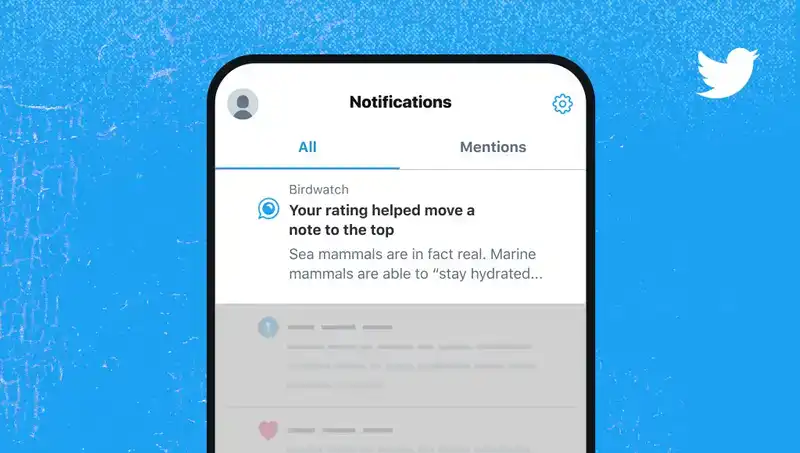 Notifications
All
Mentions
Birdwatch
Your rating helped move a
note to the top
Sea mammals are in fact real. Marine
mammals are able to “stay hydrated...